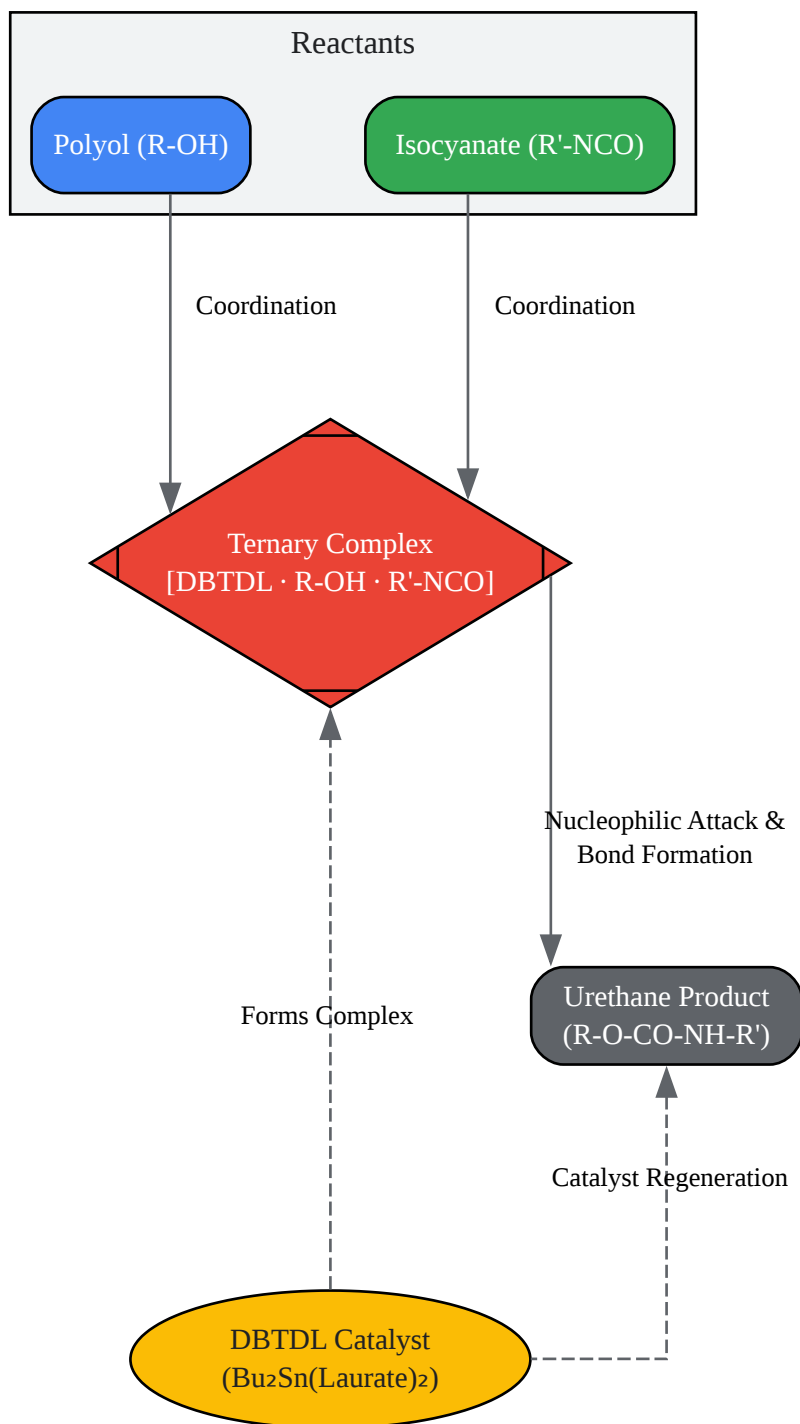 Reactants
Polyol (R-OH)
Isocyanate (R'-NCO)
Coordination
Coordination
Ternary Complex
[DBTDL · R-OH · R'-NCO]
Nucleophilic Attack &
Bond Formation
Urethane Product
(R-O-CO-NH-R')
Forms Complex
Catalyst Regeneration
DBTDL Catalyst
(Bu₂Sn(Laurate)₂)